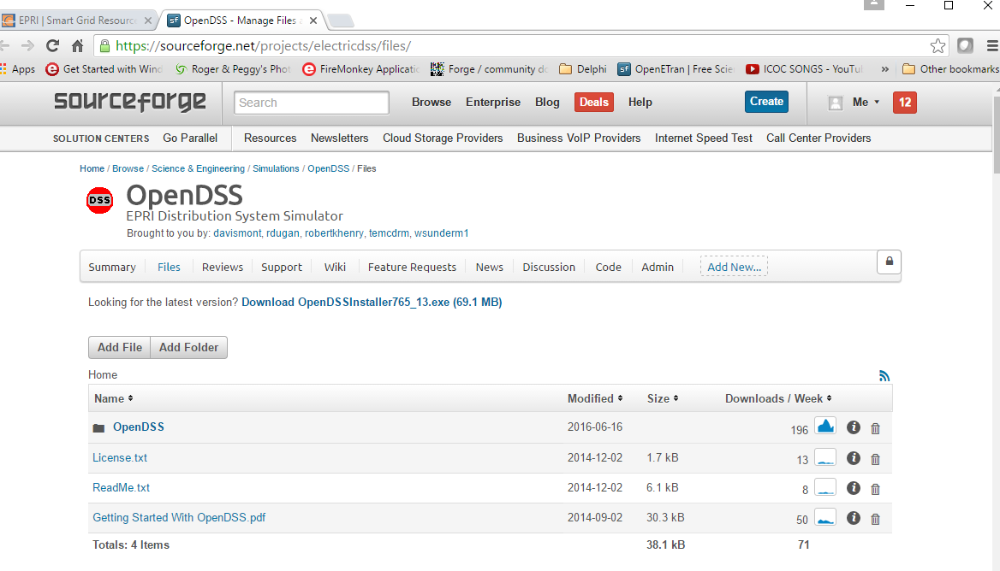 EPRI | Smart Grid Resourc
OpenDSS - Manage Files
https://sourceforge.net/projects/electricdss/files/
Apps Get Started with Wind Roger & Peggy's Phot FireMonkey Applicatic Forge / community do Delphi OpenETran | Free Scie ICOC SONGS - YouTu » Other bookmarks
sourceforge Search Browse Enterprise Blog Deals Help Create Me 12
SOLUTION CENTERS Go Parallel Resources Newsletters Cloud Storage Providers Business VoIP Providers Internet Speed Test Call Center Providers
Home / Browse / Science & Engineering / Simulations / OpenDSS / Files
DSS
OpenDSS
EPRI Distribution System Simulator
Brought to you by: davismont, rdugan, robertkhenry, temcdrm, wsunderm1
Summary Files Reviews Support Wiki Feature Requests News Discussion Code Admin Add New...
Looking for the latest version? Download OpenDSSInstaller765_13.exe (69.1 MB)
Add File Add Folder
Home
Name Modified Size Downloads / Week
OpenDSS 2016-06-16 196
License.txt 2014-12-02 1.7 kB 13
ReadMe.txt 2014-12-02 6.1 kB 8
Getting Started With OpenDSS.pdf 2014-09-02 30.3 kB 50
Totals: 4 Items 38.1 kB 71